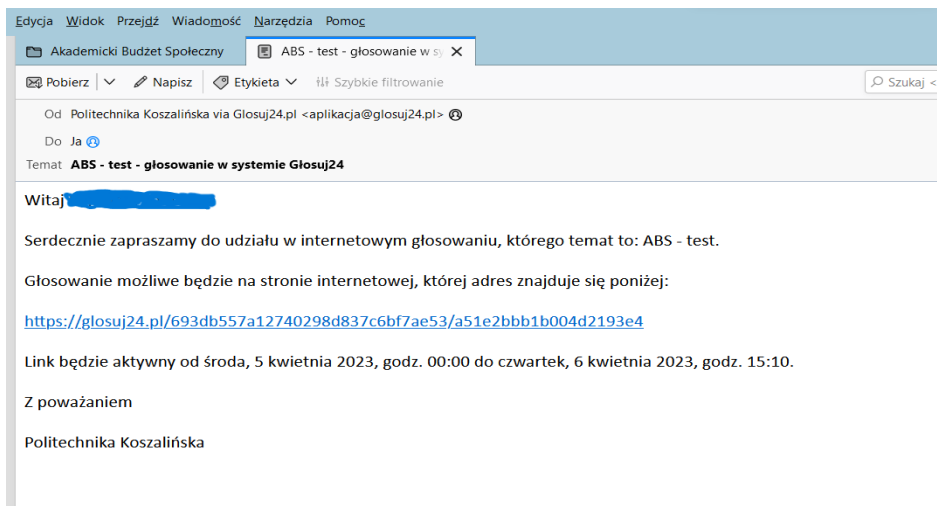 Edycja Widok Przejdź Wiadomość Narzędzia Pomoc
Akademicki Budżet Społeczny ABS - test - głosowanie w sy
Pobierz Napisz Etykieta Szybkie filtrowanie Szukaj <
Od Politechnika Koszalińska via Glosuj24.pl <aplikacja@glosuj24.pl>
Do Ja
Temat ABS - test - głosowanie w systemie Głosuj24
Witaj
Serdecznie zapraszamy do udziału w internetowym głosowaniu, którego temat to: ABS - test.
Głosowanie możliwe będzie na stronie internetowej, której adres znajduje się poniżej:
https://glosuj24.pl/693db557a12740298d837c6bf7ae53/a51e2bbb1b004d2193e4
Link będzie aktywny od środa, 5 kwietnia 2023, godz. 00:00 do czwartek, 6 kwietnia 2023, godz. 15:10.
Z poważaniem
Politechnika Koszalińska